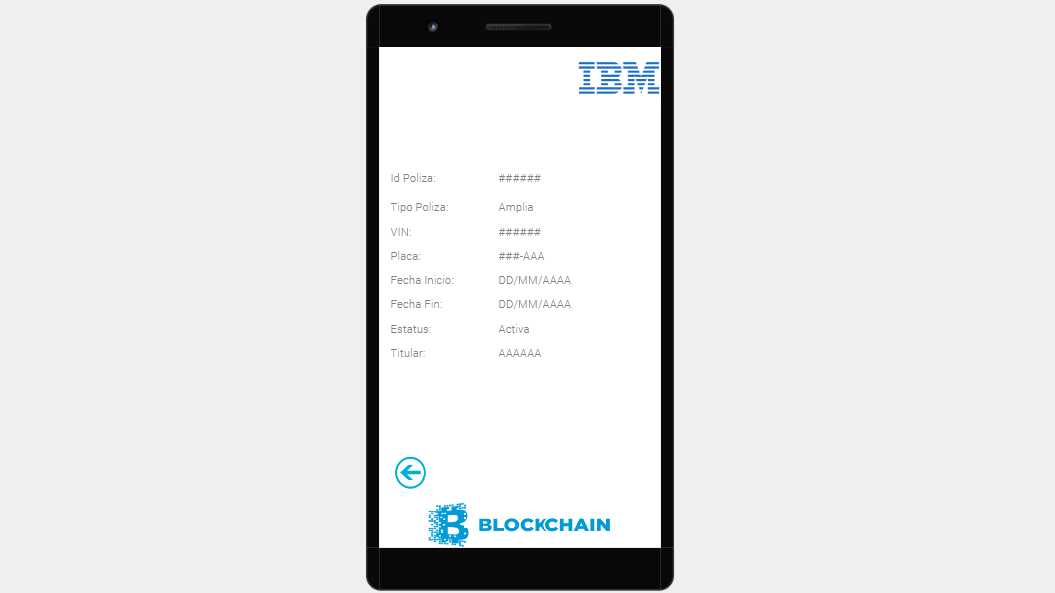 IBM
Id Poliza: ######
Tipo Poliza: Amplia
VIN: ######
Placa: ###-AAA
Fecha Inicio: DD/MM/AAAA
Fecha Fin: DD/MM/AAAA
Estatus: Activa
Titular: AAAAAA
B BLOCKCHAIN